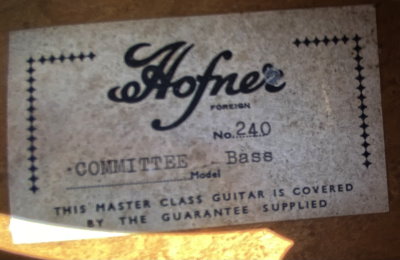 Hofner
FOREIGN
No. 240
COMMITTEE Bass
Model
THIS MASTER CLASS GUITAR IS COVERED
BY THE GUARANTEE SUPPLIED